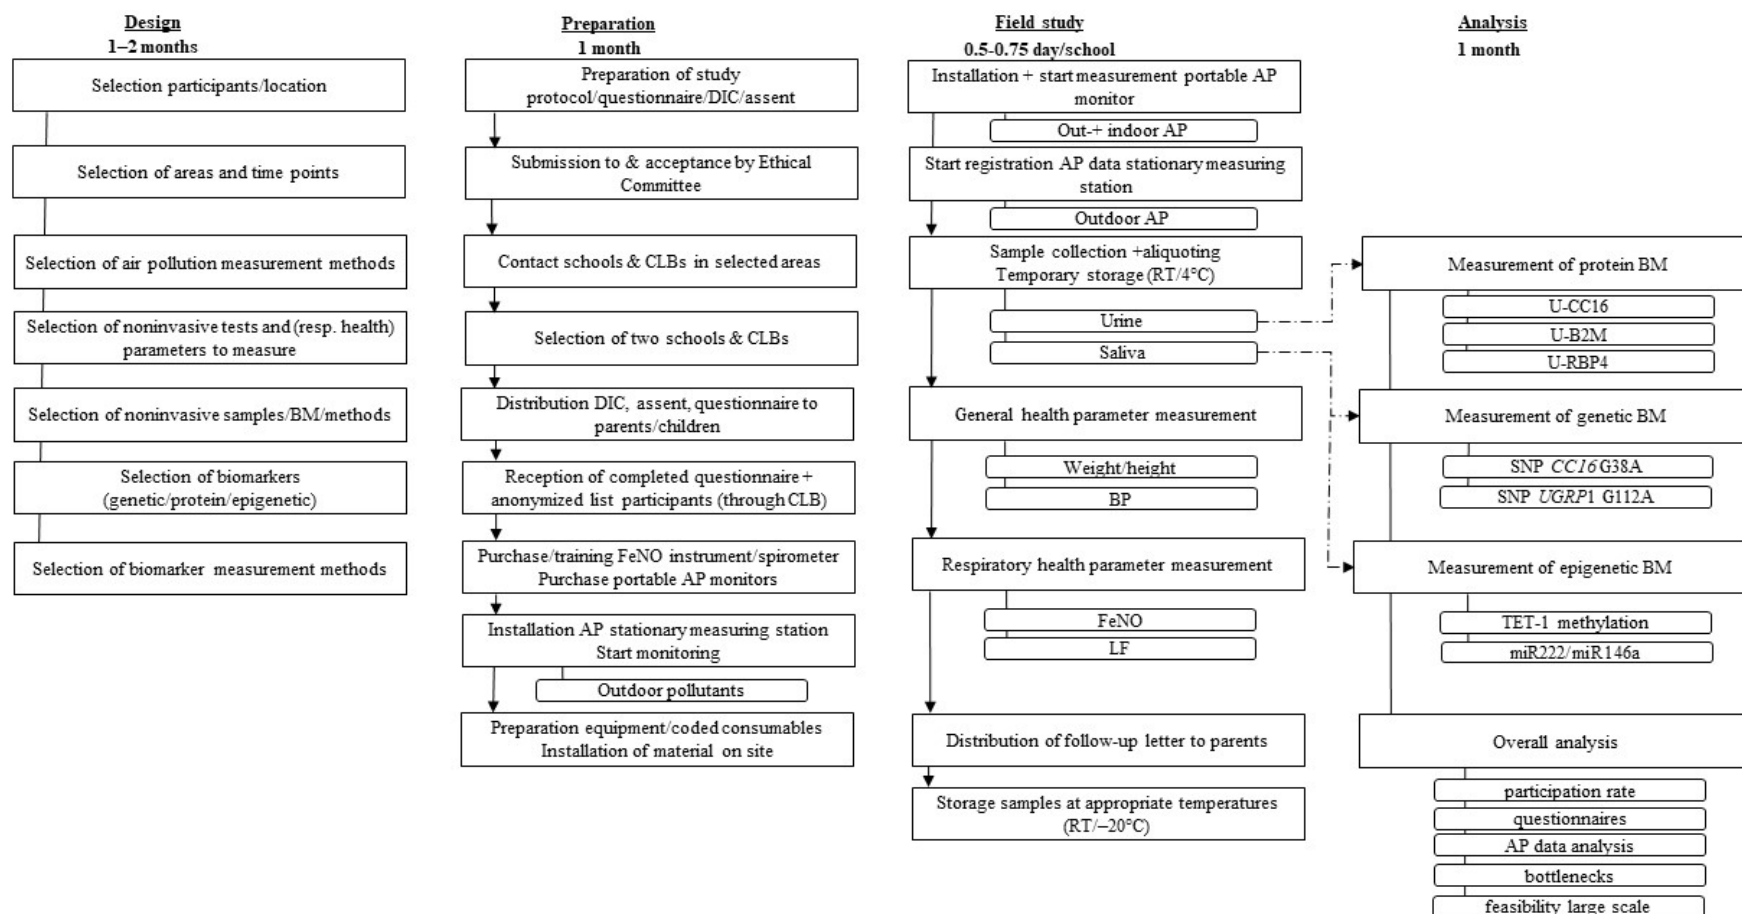 Design
1–2 months
Selection participants/location
Selection of areas and time points
Selection of air pollution measurement methods
Selection of noninvasive tests and (resp. health)
parameters to measure
Selection of noninvasive samples/BM/methods
Selection of biomarkers
(genetic/protein/epigenetic)
Selection of biomarker measurement methods
Preparation
1 month
Preparation of study
protocol/questionnaire/DIC/assent
Submission to & acceptance by Ethical
Committee
Contact schools & CLBs in selected areas
Selection of two schools & CLBs
Distribution DIC, assent, questionnaire to
parents/children
Reception of completed questionnaire +
anonymized list participants (through CLB)
Purchase/training FeNO instrument/spirometer
Purchase portable AP monitors
Installation AP stationary measuring station
Start monitoring
Outdoor pollutants
Preparation equipment/coded consumables
Installation of material on site
Field study
0.5-0.75 day/school
Installation + start measurement portable AP
monitor
Out-+ indoor AP
Start registration AP data stationary measuring
station
Outdoor AP
Sample collection +aliquoting
Temporary storage (RT/4°C)
Urine
Saliva
General health parameter measurement
Weight/height
BP
Respiratory health parameter measurement
FeNO
LF
Distribution of follow-up letter to parents
Storage samples at appropriate temperatures
(RT/–20°C)
Analysis
1 month
Measurement of protein BM
U-CC16
U-B2M
U-RBP4
Measurement of genetic BM
SNP CC16 G38A
SNP UGRP1 G112A
Measurement of epigenetic BM
TET-1 methylation
miR222/miR146a
Overall analysis
participation rate
questionnaires
AP data analysis
bottlenecks
feasibility large scale